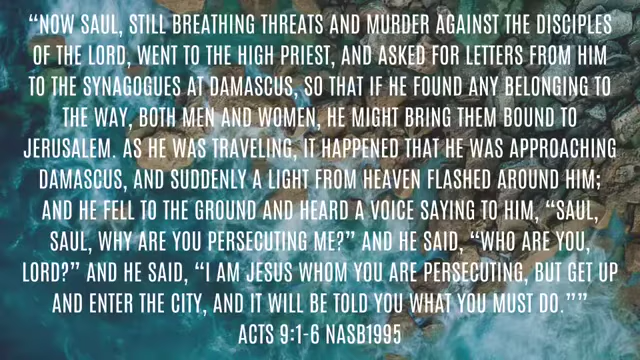 “NOW SAUL, STILL BREATHING THREATS AND MURDER AGAINST THE DISCIPLES
OF THE LORD, WENT TO THE HIGH PRIEST, AND ASKED FOR LETTERS FROM HIM
TO THE SYNAGOGUES AT DAMASCUS, SO THAT IF HE FOUND ANY BELONGING TO
THE WAY, BOTH MEN AND WOMEN, HE MIGHT BRING THEM BOUND TO
JERUSALEM. AS HE WAS TRAVELING, IT HAPPENED THAT HE WAS APPROACHING
DAMASCUS, AND SUDDENLY A LIGHT FROM HEAVEN FLASHED AROUND HIM;
AND HE FELL TO THE GROUND AND HEARD A VOICE SAYING TO HIM, “SAUL,
SAUL, WHY ARE YOU PERSECUTING ME?” AND HE SAID, “WHO ARE YOU,
LORD?” AND HE SAID, “I AM JESUS WHOM YOU ARE PERSECUTING, BUT GET UP
AND ENTER THE CITY, AND IT WILL BE TOLD YOU WHAT YOU MUST DO.””
ACTS 9:1-6 NASB1995